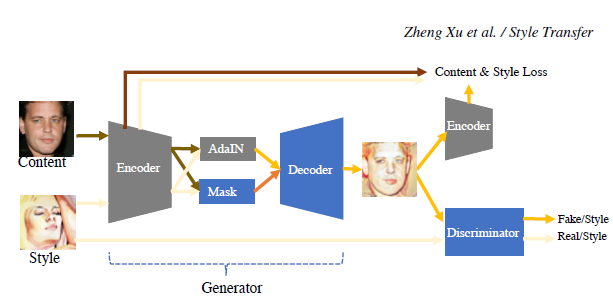 Zheng Xu et al. / Style Transfer
Content & Style Loss
Content
Encoder
AdaIN
Mask
Decoder
Encoder
Style
Discriminator
Fake/Style
Real/Style
Generator